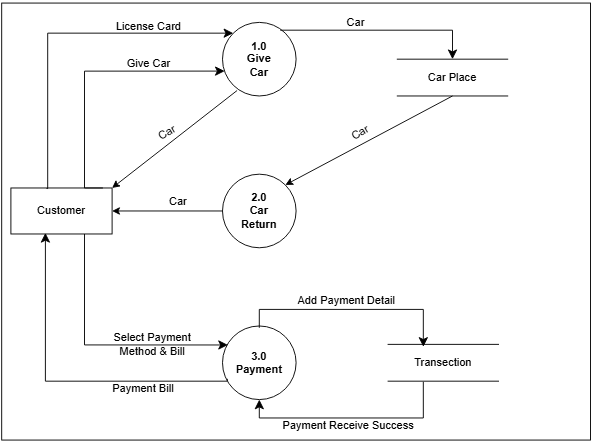 License Card
Car
1.0
Give
Car
Give Car
Car Place
Car
Car
2.0
Car
Return
Car
Customer
Add Payment Detail
Select Payment
Method & Bill
3.0
Payment
Transection
Payment Bill
Payment Receive Success